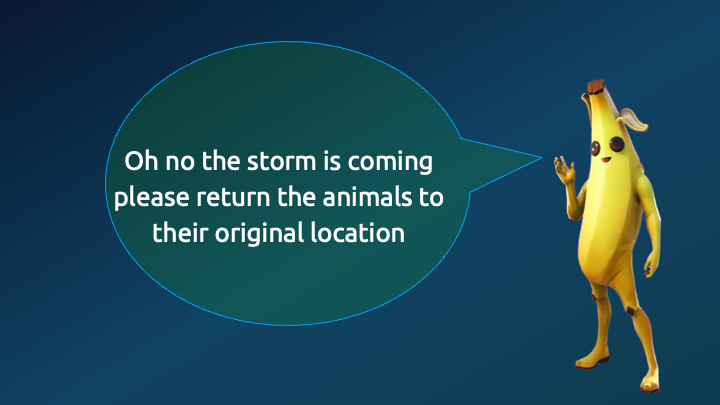 Oh no the storm is coming
please return the animals to
their original location